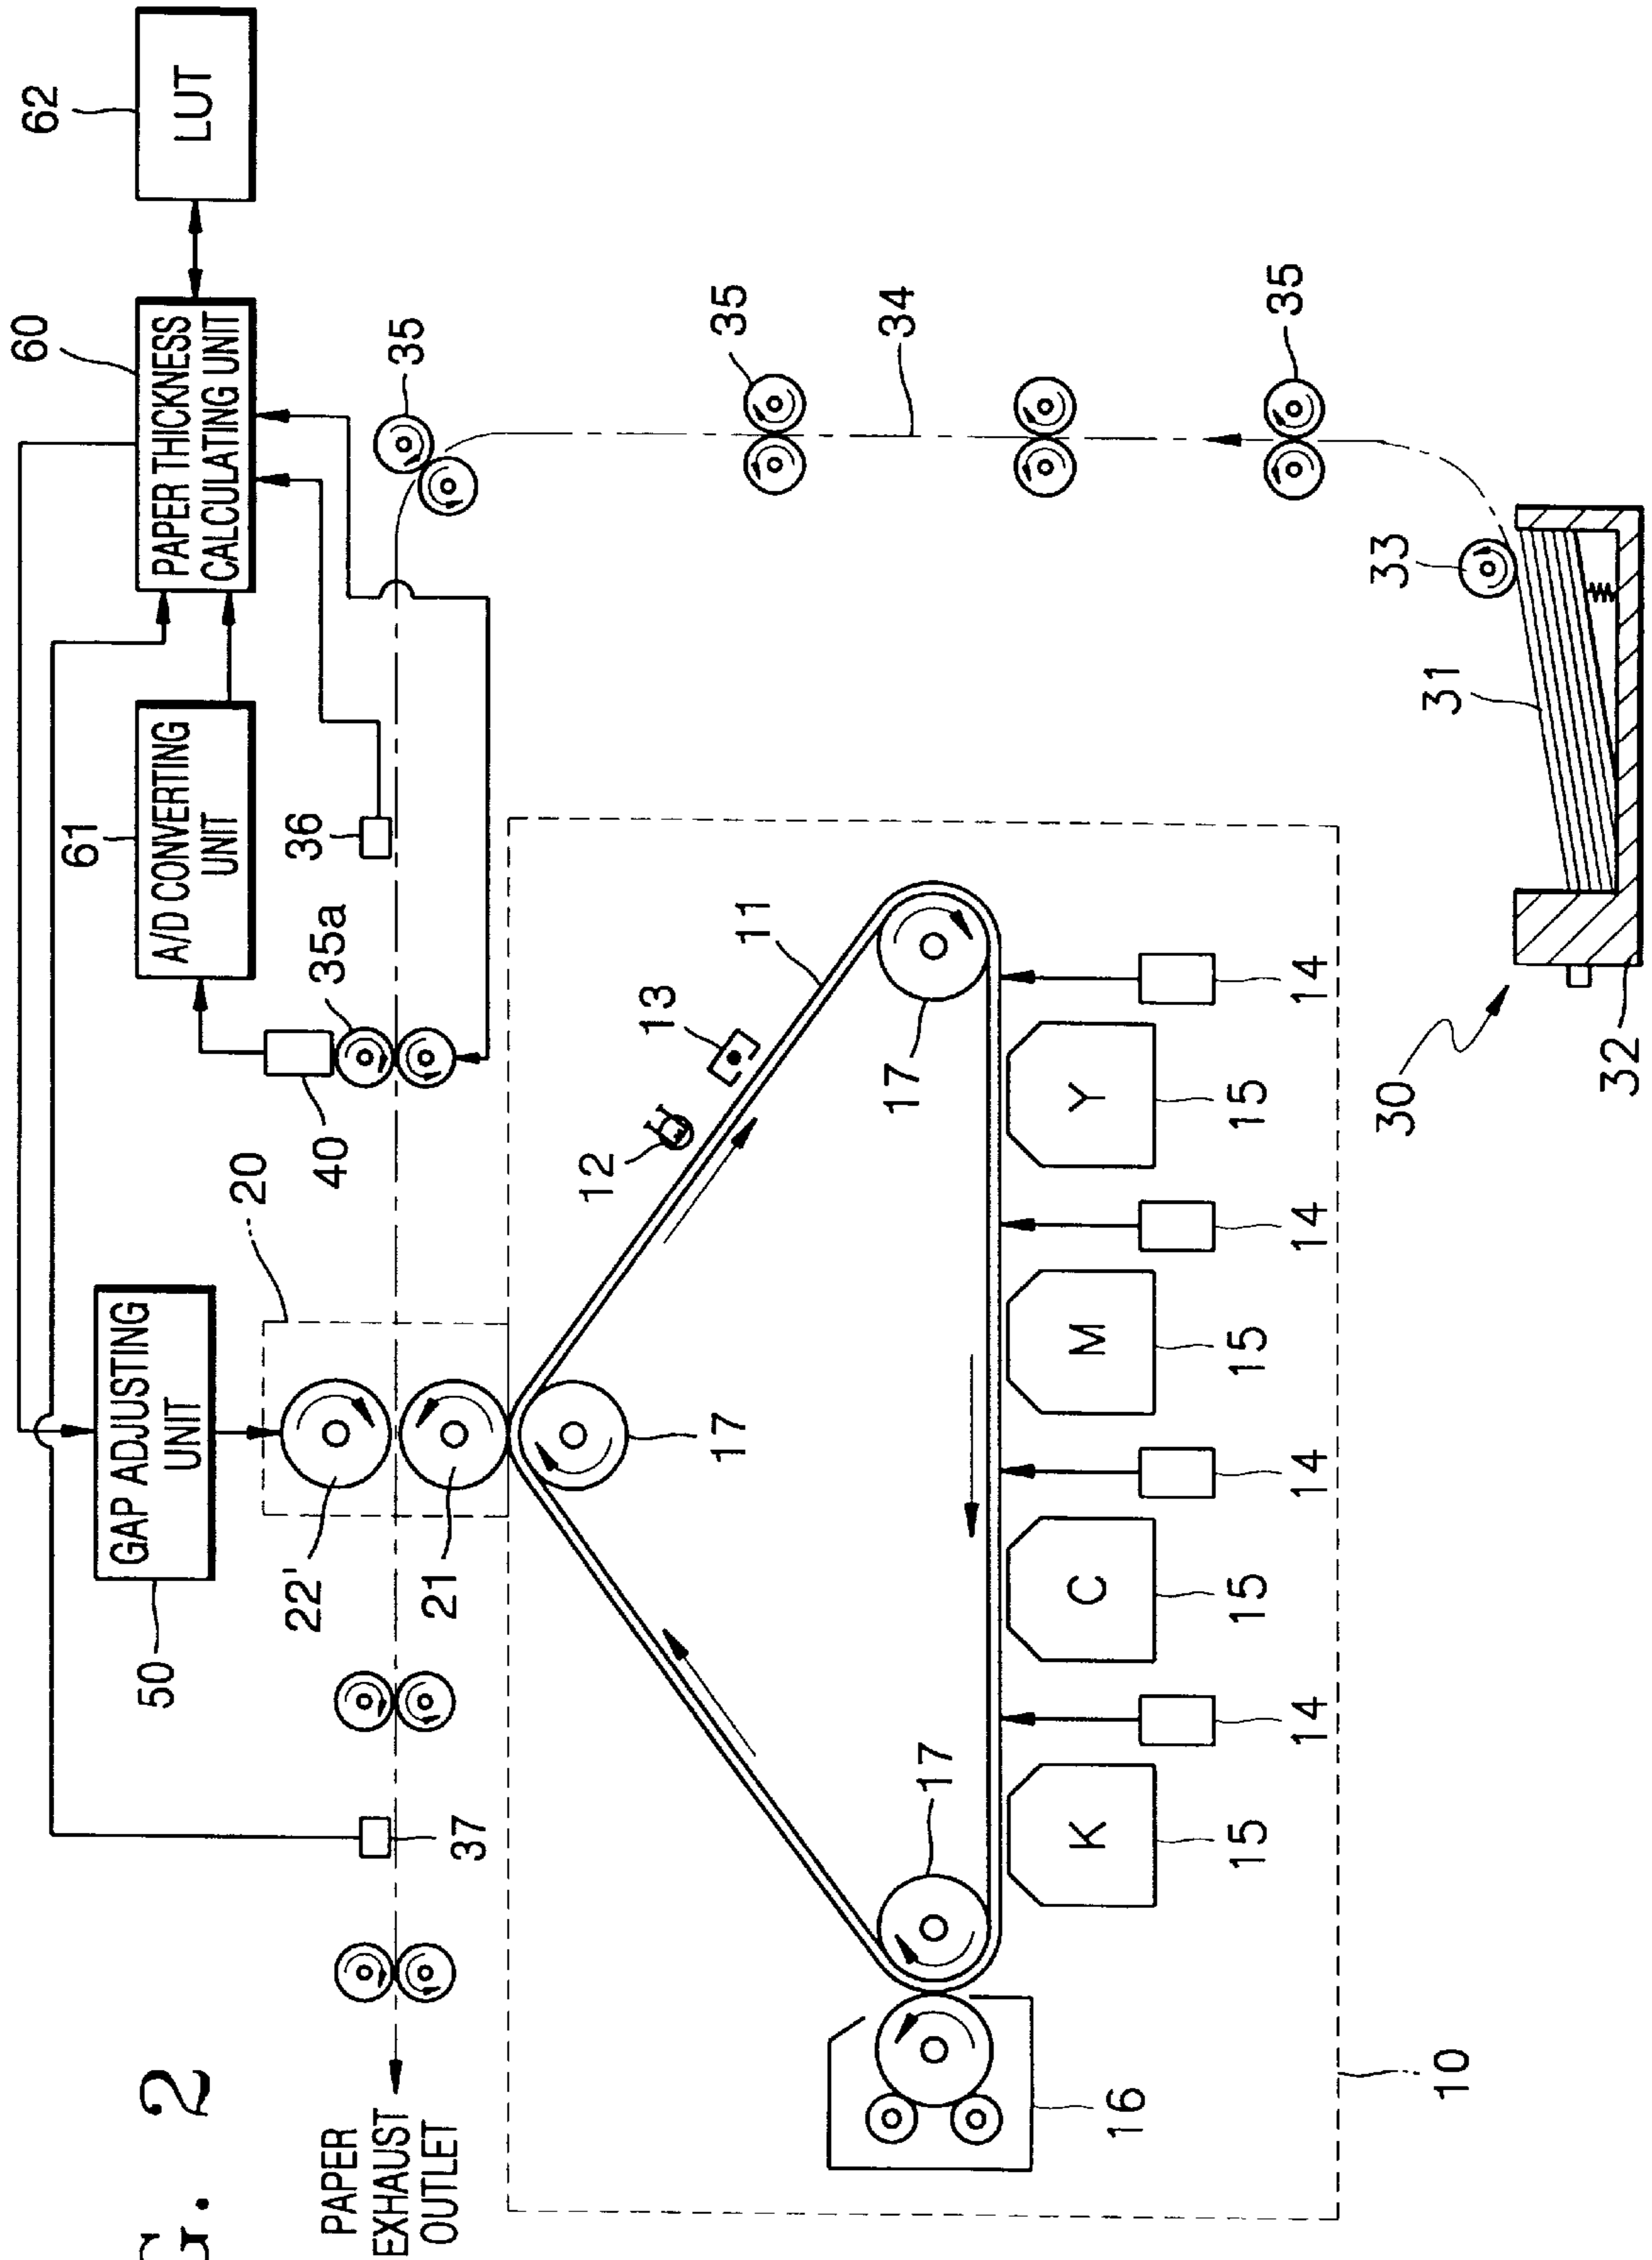 G. 2
62
LUT
60
PAPER THICKNESS
CALCULATING UNIT
61
A/D CONVERTING
UNIT
GAP ADJUSTING
UNIT
50
20
40
35a
36
35
22'
21
37
PAPER
EXHAUST
OUTLET
35
34
35
33
31
30
32
11
13
12
17
17
17
14
14
14
14
Y
M
C
K
15
15
15
15
16
10